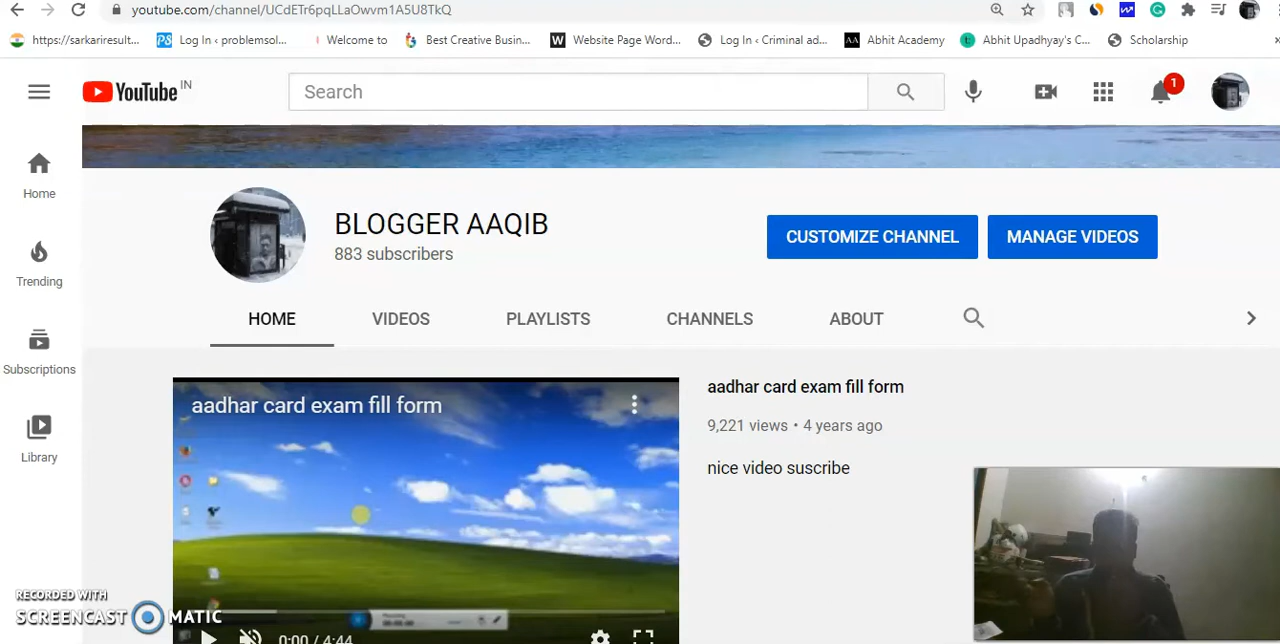 youtube.com/channel/UCdETr6pqLLaOwvm1A5U8TkQ
https://sarkariresult... Log In ‹ problemsol... Welcome to Best Creative Busin... Website Page Word... Log In ‹ Criminal ad... Abhit Academy Abhit Upadhyay's C... Scholarship
YouTube IN Search 1
Home
Trending
Subscriptions
Library
BLOGGER AAQIB
883 subscribers
CUSTOMIZE CHANNEL MANAGE VIDEOS
HOME VIDEOS PLAYLISTS CHANNELS ABOUT
aadhar card exam fill form
0:00 / 4:44
aadhar card exam fill form
9,221 views • 4 years ago
nice video suscribe
RECORDED WITH
SCREENCAST MATIC